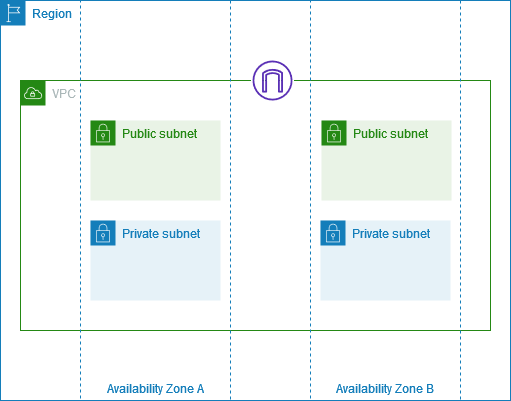 Region
VPC
Public subnet
Public subnet
Private subnet
Private subnet
Availability Zone A
Availability Zone B